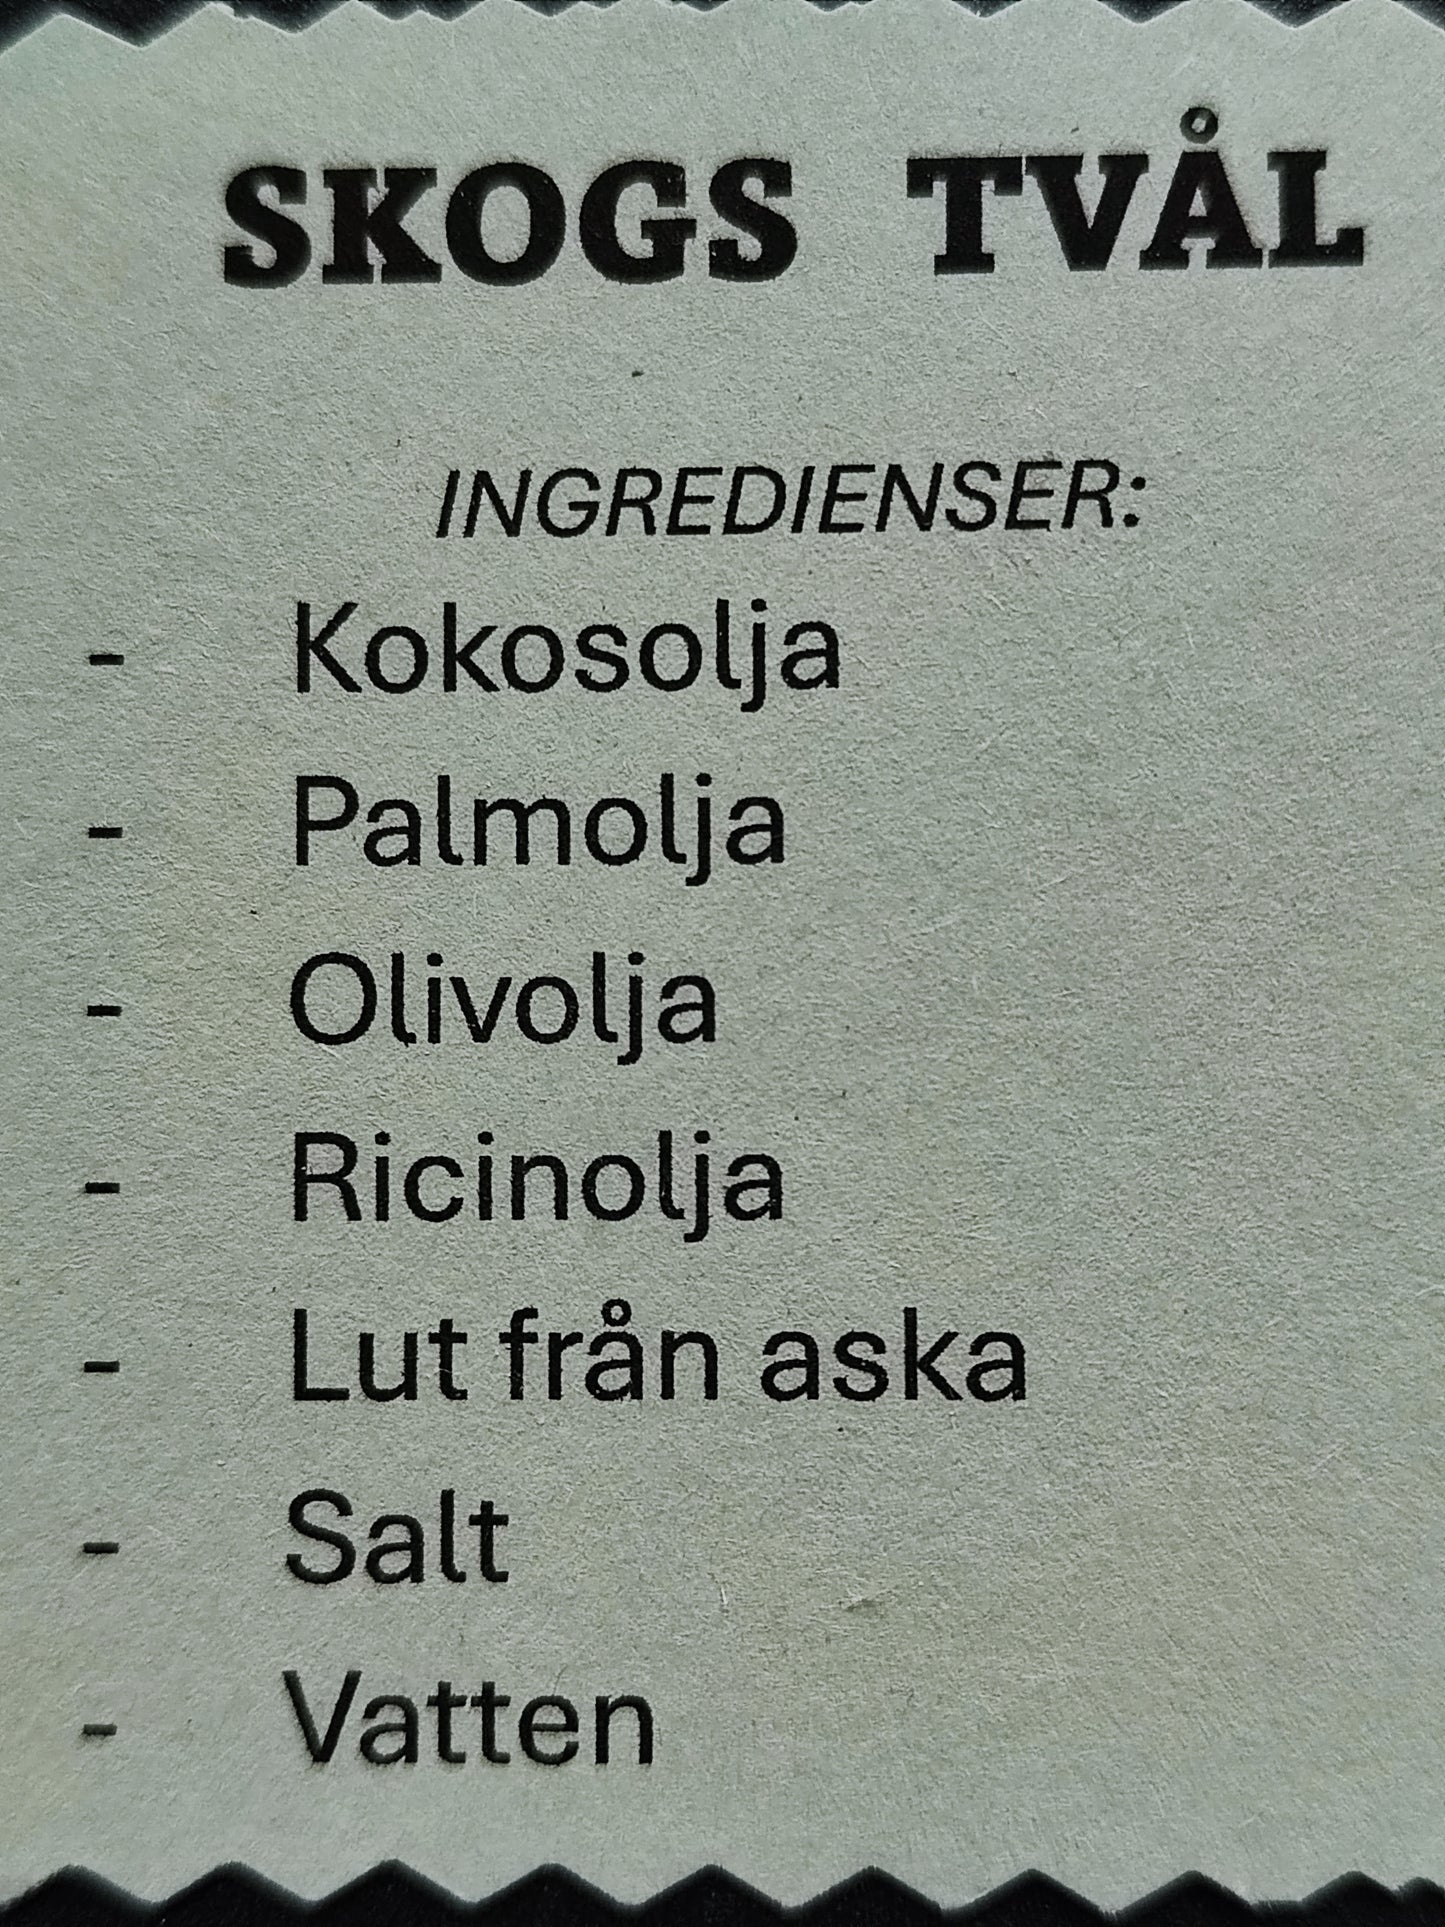 SKOGS TVÅL
INGREDIENSER:
- Kokosolja
- Palmolja
- Olivolja
- Ricinolja
- Lut från aska
- Salt
- Vatten